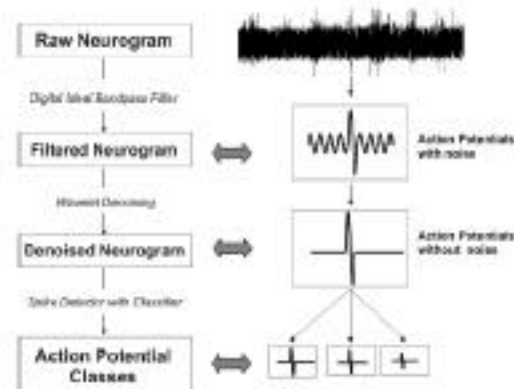 Raw Neurogram
Digital Ideal Bandpass Filter
Filtered Neurogram
Action Potentials
with noise
Wavelet Denoising
Denoised Neurogram
Action Potentials
without noise
Spike Detector with Classifier
Action Potential
Classes